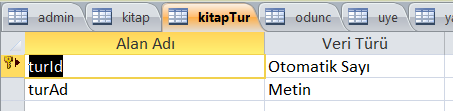 admin kitap kitapTur odunc uye
Alan Adı Veri Türü
turId Otomatik Sayı
turAd Metin